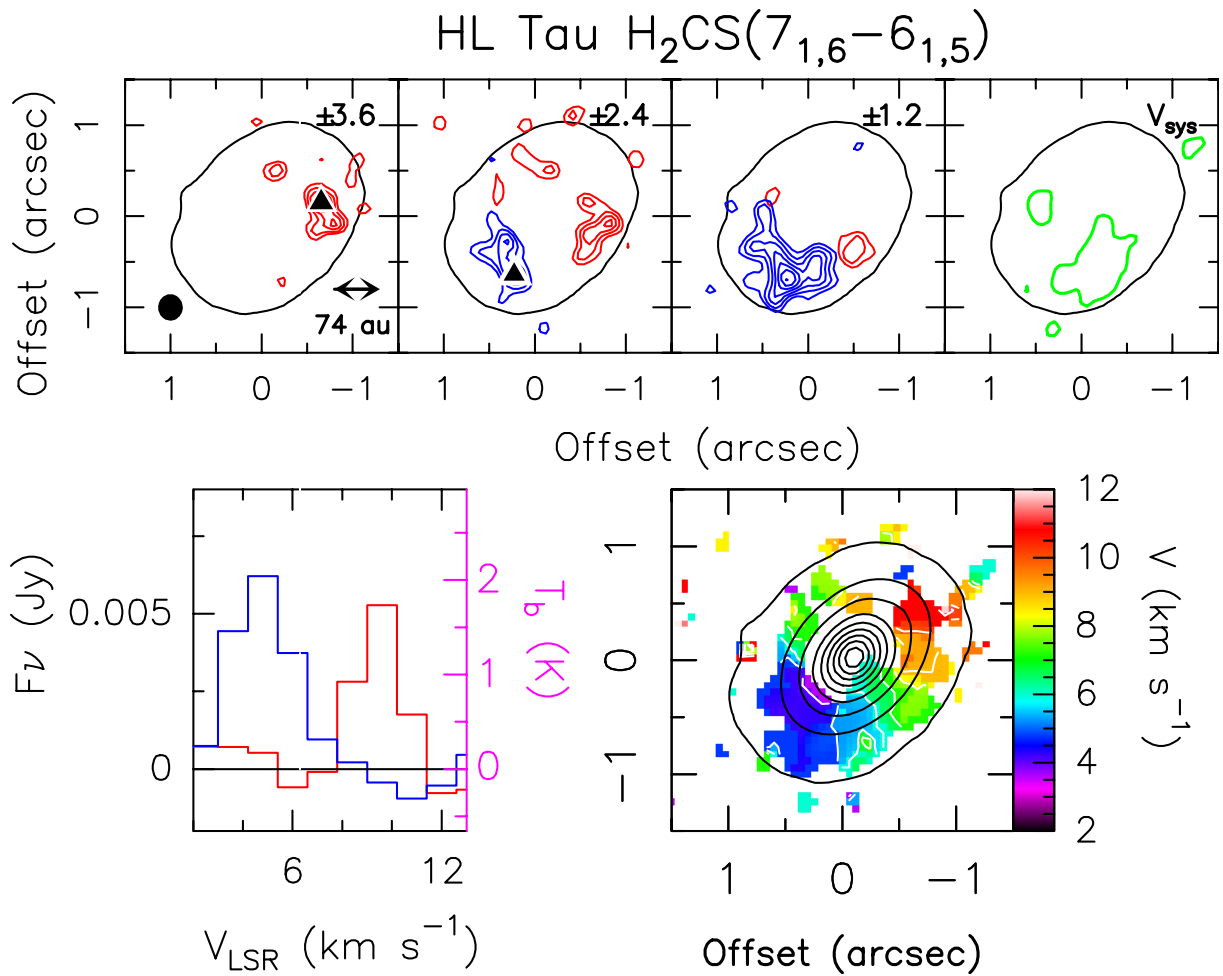 HL Tau H₂CS(7₁,₆−6₁,₅)
±3.6
±2.4
±1.2
V_sys
74 au
Offset (arcsec)
1
0
−1
1 0 −1
1 0 −1
1 0 −1
1 0 −1
Offset (arcsec)
Fν (Jy)
0.005
0
2
1
0
T_b (K)
6 12
V_LSR (km s⁻¹)
1
0
−1
1 0 −1
Offset (arcsec)
12
10
8
6
4
2
V (km s⁻¹)